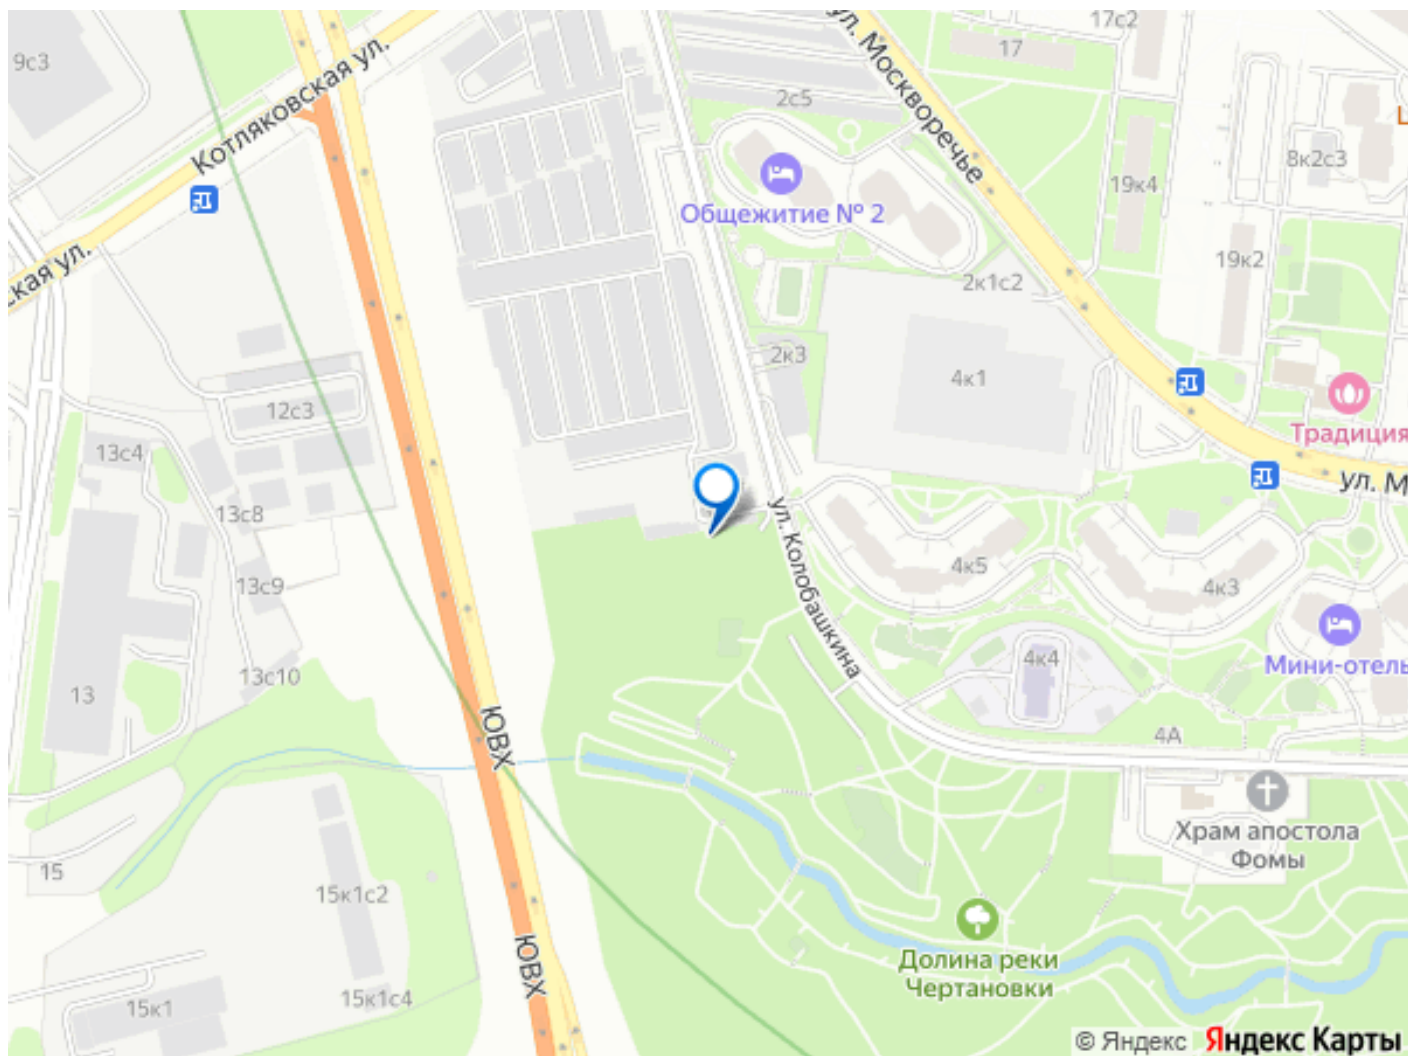 9с3
Котляковская ул.
ская ул.
ул. Москворечье
17с2
17
2с5
Общежитие № 2
19к4
8к2с3
Ц
2к1с2
19к2
2к3
4к1
Традиция
ул. М
12с3
13с4
13с8
13с9
13с10
13
ул. Колобашкина
4к5
4к3
4к4
Мини-отель
4А
ЮВХ
Храм апостола
Фомы
15
15к1с2
ЮВХ
Долина реки
Чертановки
15к1
15к1с4
© Яндекс Яндекс Карты